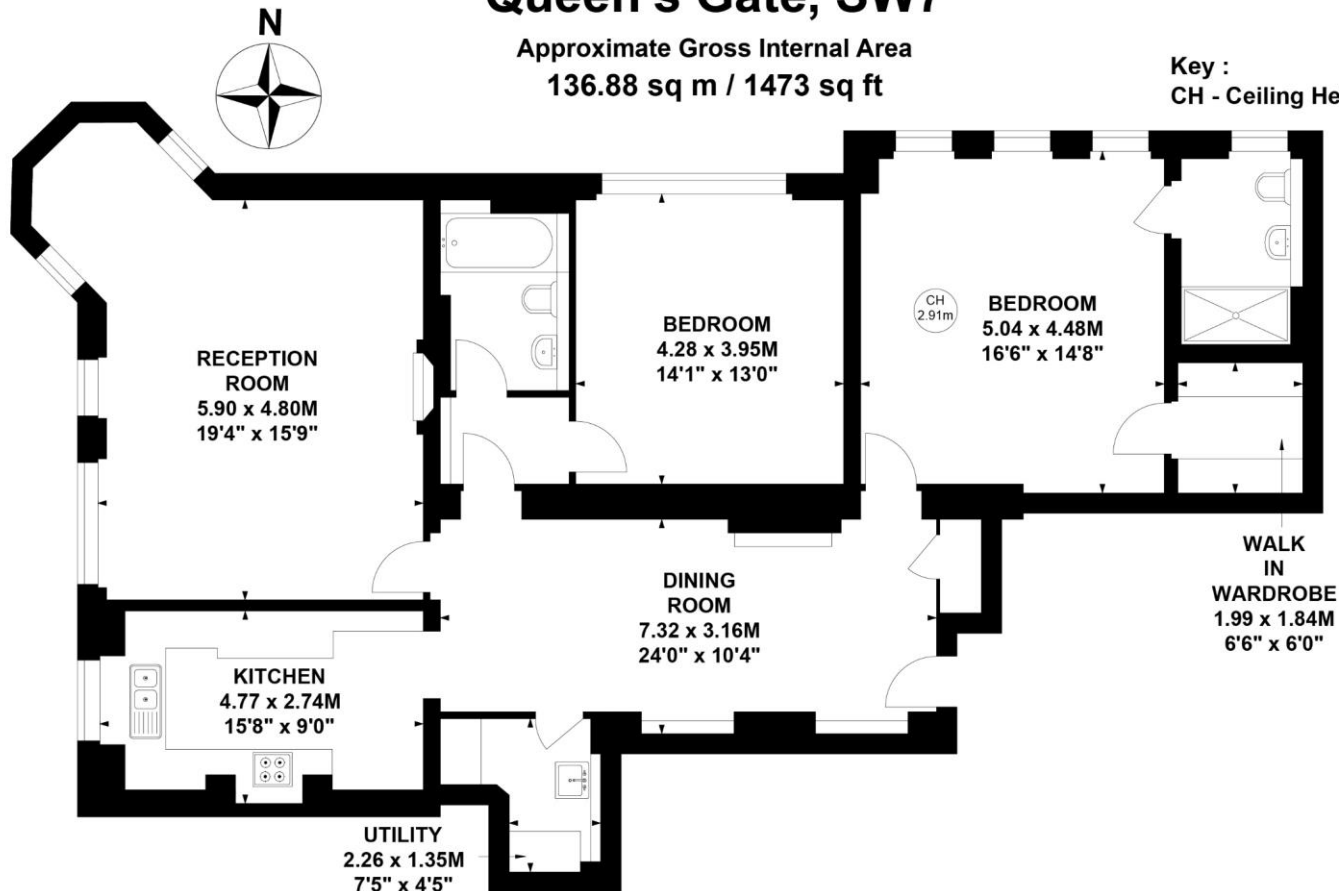 Queen's Gate, SW7
N
Approximate Gross Internal Area
136.88 sq m / 1473 sq ft
Key :
CH - Ceiling He
RECEPTION
ROOM
5.90 x 4.80M
19'4" x 15'9"
BEDROOM
4.28 x 3.95M
14'1" x 13'0"
CH
2.91m
BEDROOM
5.04 x 4.48M
16'6" x 14'8"
WALK
IN
WARDROBE
1.99 x 1.84M
6'6" x 6'0"
DINING
ROOM
7.32 x 3.16M
24'0" x 10'4"
KITCHEN
4.77 x 2.74M
15'8" x 9'0"
UTILITY
2.26 x 1.35M
7'5" x 4'5"